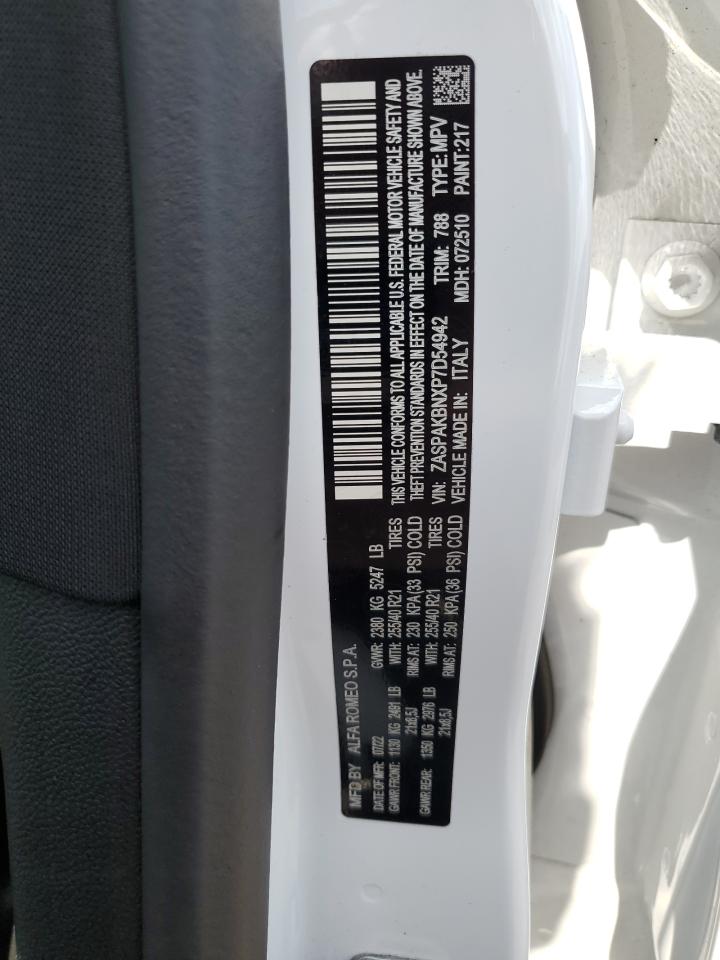 MFD BY ALFA ROMEO S.P.A.
DATE OF MFR: 07/22 GVWR: 2380 KG 5247 LB
GAWR FRONT: 1130 KG 2491 LB WITH: 255/40 R21 TIRES
21x8,5J RIMS AT: 230 KPA (33 PSI) COLD
GAWR REAR: 1350 KG 2976 LB WITH: 255/40 R21 TIRES
21x8,5J RIMS AT: 250 KPA (36 PSI) COLD
THIS VEHICLE CONFORMS TO ALL APPLICABLE U.S. FEDERAL MOTOR VEHICLE SAFETY AND
THEFT PREVENTION STANDARDS IN EFFECT ON THE DATE OF MANUFACTURE SHOWN ABOVE.
VIN: ZASPAKBNXP7D54942 TRIM: 788 TYPE: MPV
VEHICLE MADE IN: ITALY MDH: 072510 PAINT:217